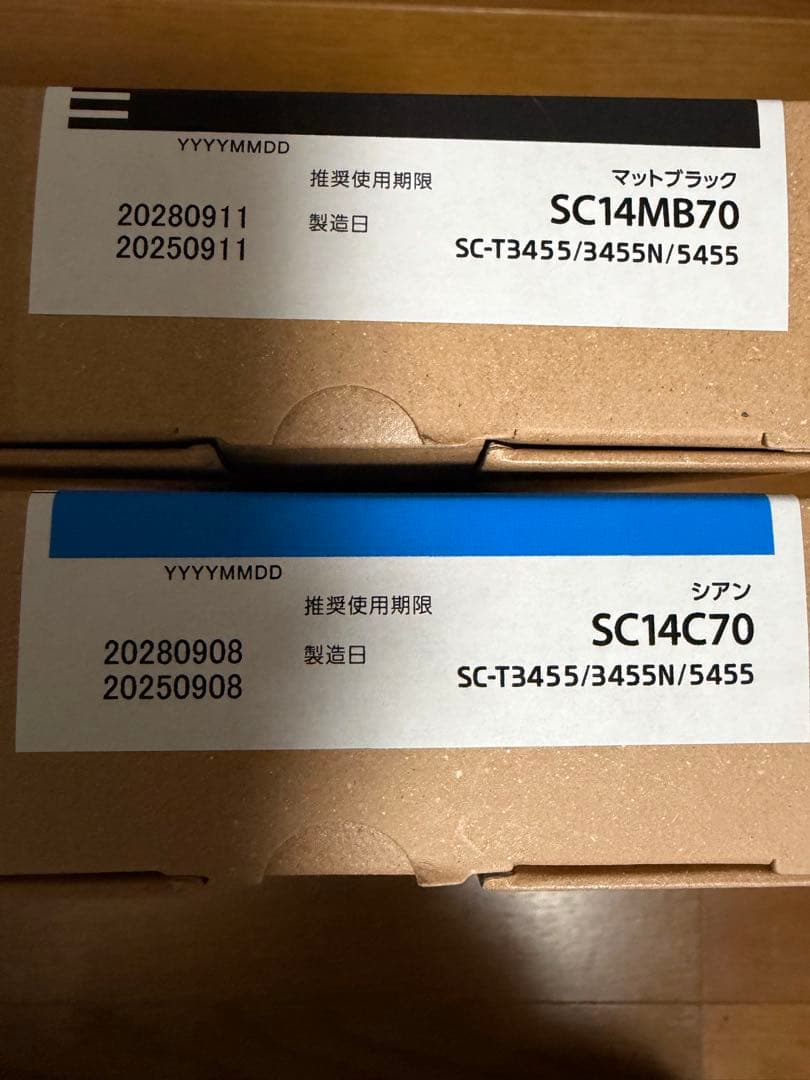 YYYYMMDD
推奨使用期限
マットブラック
20280911
製造日
SC14MB70
20250911
SC-T3455/3455N/5455
YYYYMMDD
推奨使用期限
シアン
20280908
製造日
SC14C70
20250908
SC-T3455/3455N/5455